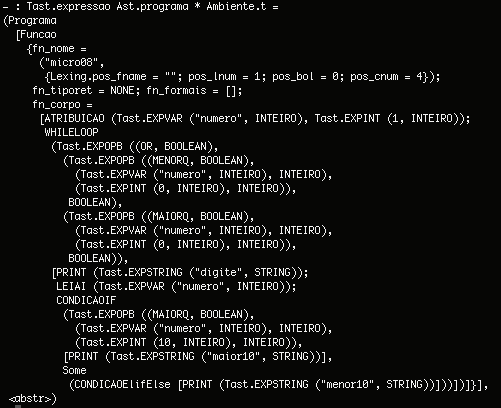 - : Tast.expressao Ast.programa * Ambiente.t =
(Programa
[Funcao
{fn_nome =
("micro08",
{Lexing.pos_fname = ""; pos_lnum = 1; pos_bol = 0; pos_cnum = 4});
fn_tiporet = NONE; fn_formais = [];
fn_corpo =
[ATRIBUICAO (Tast.EXPVAR ("numero", INTEIRO), Tast.EXPINT (1, INTEIRO));
WHILELOOP
(Tast.EXPOPB ((OR, BOOLEAN),
(Tast.EXPOPB ((MENORQ, BOOLEAN),
(Tast.EXPVAR ("numero", INTEIRO), INTEIRO),
(Tast.EXPINT (0, INTEIRO), INTEIRO)),
BOOLEAN),
(Tast.EXPOPB ((MAIORQ, BOOLEAN),
(Tast.EXPVAR ("numero", INTEIRO), INTEIRO),
(Tast.EXPINT (0, INTEIRO), INTEIRO)),
BOOLEAN)),
[PRINT (Tast.EXPSTRING ("digite", STRING));
LEIAI (Tast.EXPVAR ("numero", INTEIRO));
CONDICAOIF
(Tast.EXPOPB ((MAIORQ, BOOLEAN),
(Tast.EXPVAR ("numero", INTEIRO), INTEIRO),
(Tast.EXPINT (10, INTEIRO), INTEIRO)),
[PRINT (Tast.EXPSTRING ("maior10", STRING))],
Some
(CONDICAOElifElse [PRINT (Tast.EXPSTRING ("menor10", STRING))]))])]}],
<abstr>)